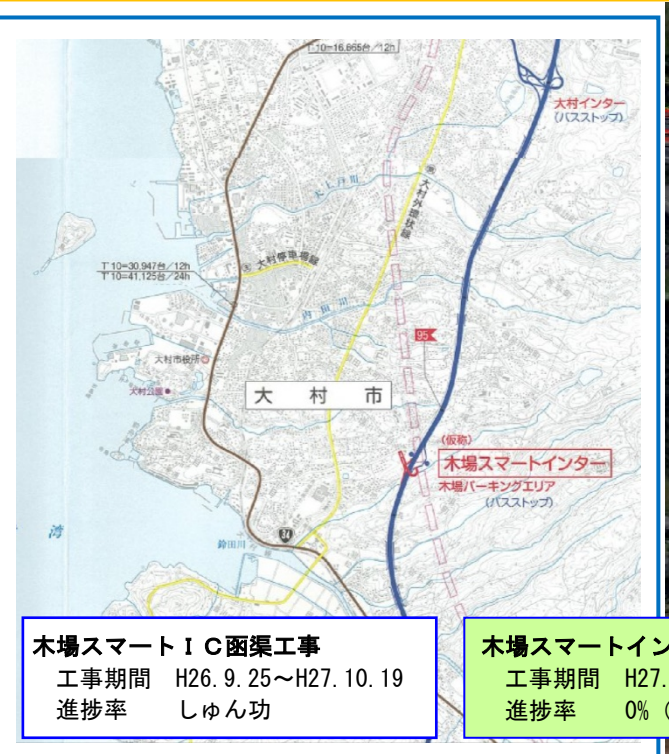 T10=16,865台/12h
大村インター
(バスストップ)
大上戸川
大村外環状線
大村停車場線
T'10=30,947台/12h
T'10=41,125台/24h
内田川
95
大村市役所
大村公園
大村市
(仮称)
木場スマートインター
木場パーキングエリア
(バスストップ)
湾
34
鈴田川
木場スマートIC函渠工事
工事期間 H26.9.25～H27.10.19
進捗率 しゅん功
木場スマートイン
工事期間 H27.
進捗率 0% (